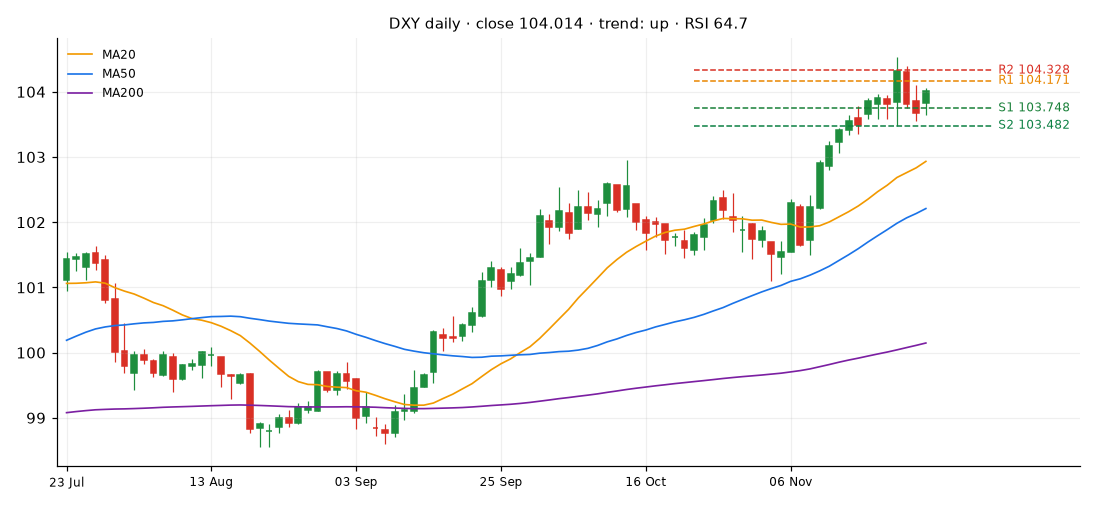 DXY daily · close 104.014 · trend: up · RSI 64.7
MA20
MA50
MA200
R2 104.328
R1 104.171
S1 103.748
S2 103.482
104
103
102
101
100
99
23 Jul
13 Aug
03 Sep
25 Sep
16 Oct
06 Nov